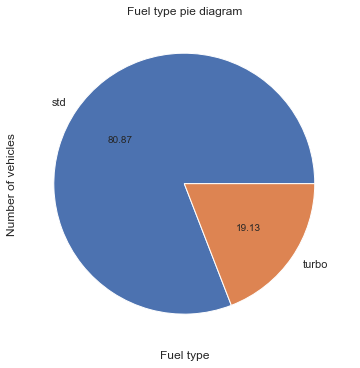 Fuel type pie diagram
std
80.87
Number of vehicles
19.13
turbo
Fuel type